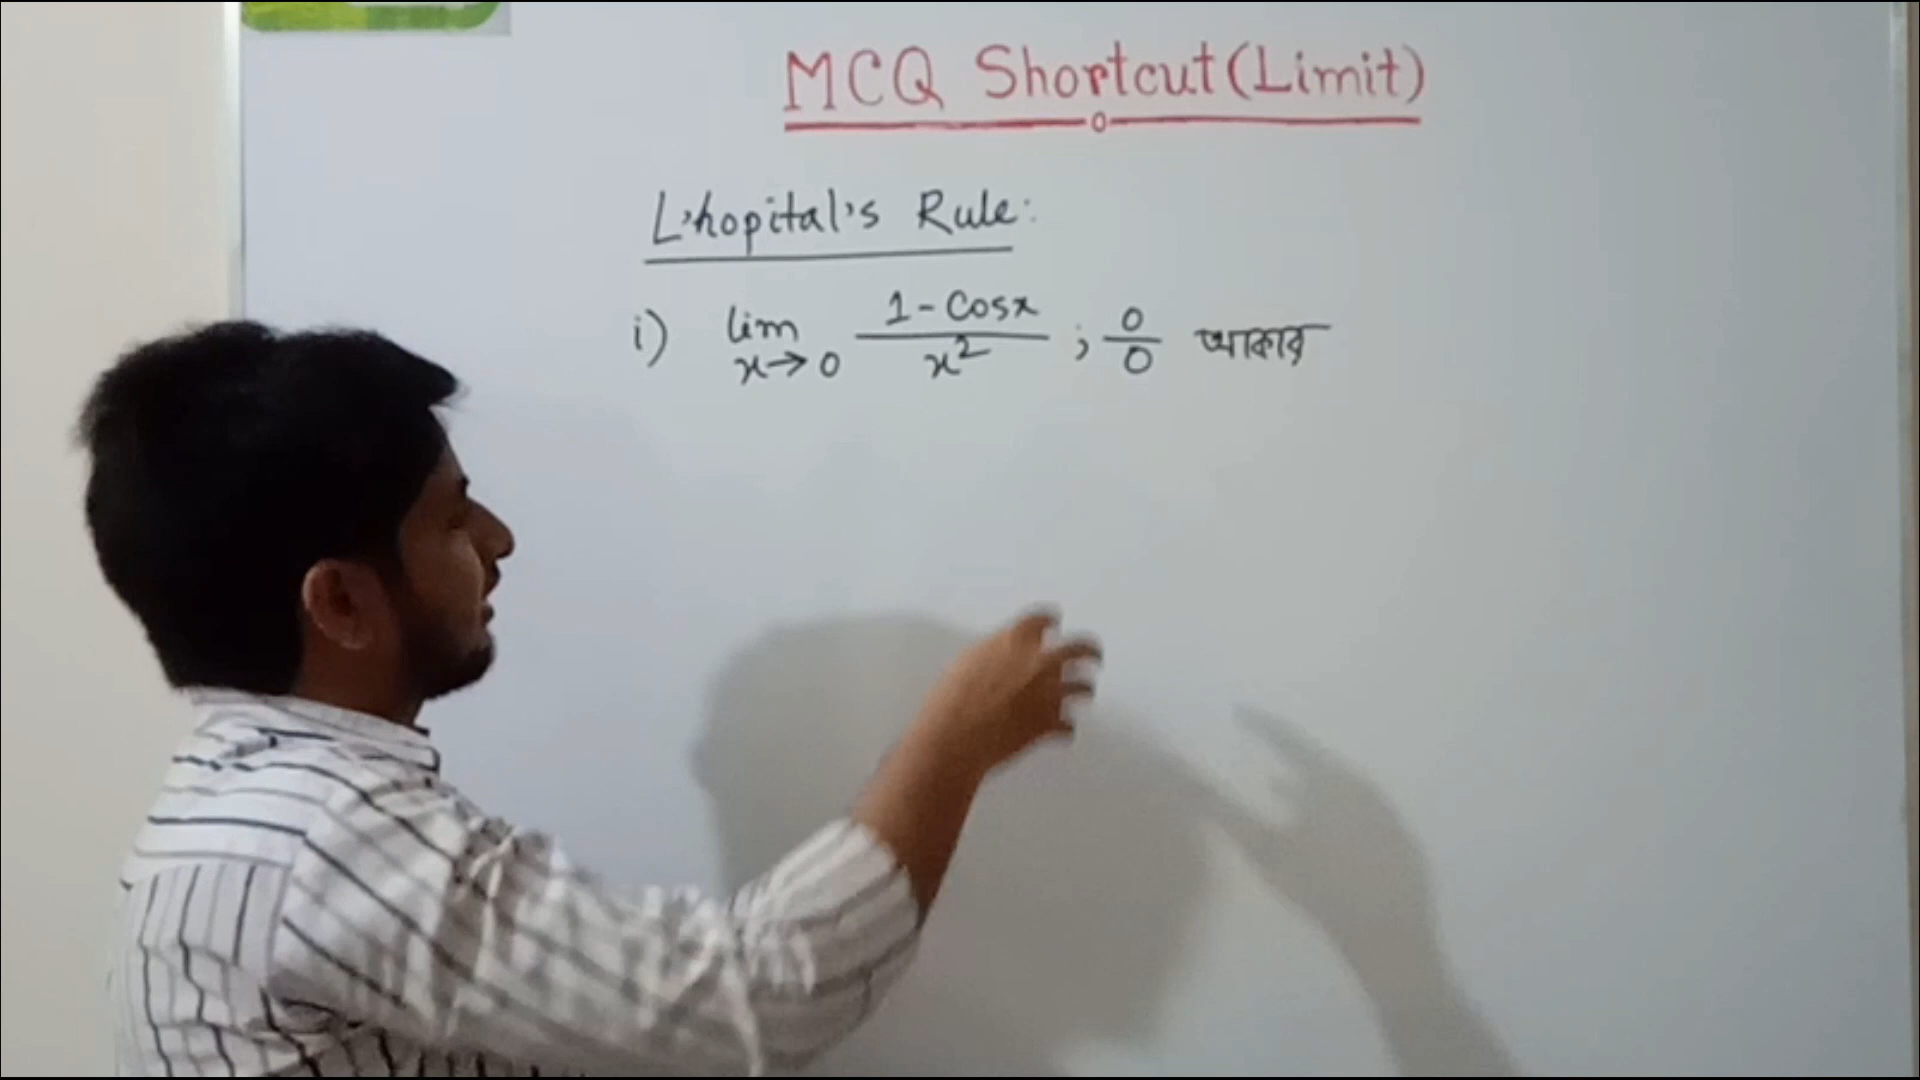 MCQ Shortcut (Limit)
L'hopital's Rule:
i) lim x→0 1-Cosx / x² ; 0/0 আকার